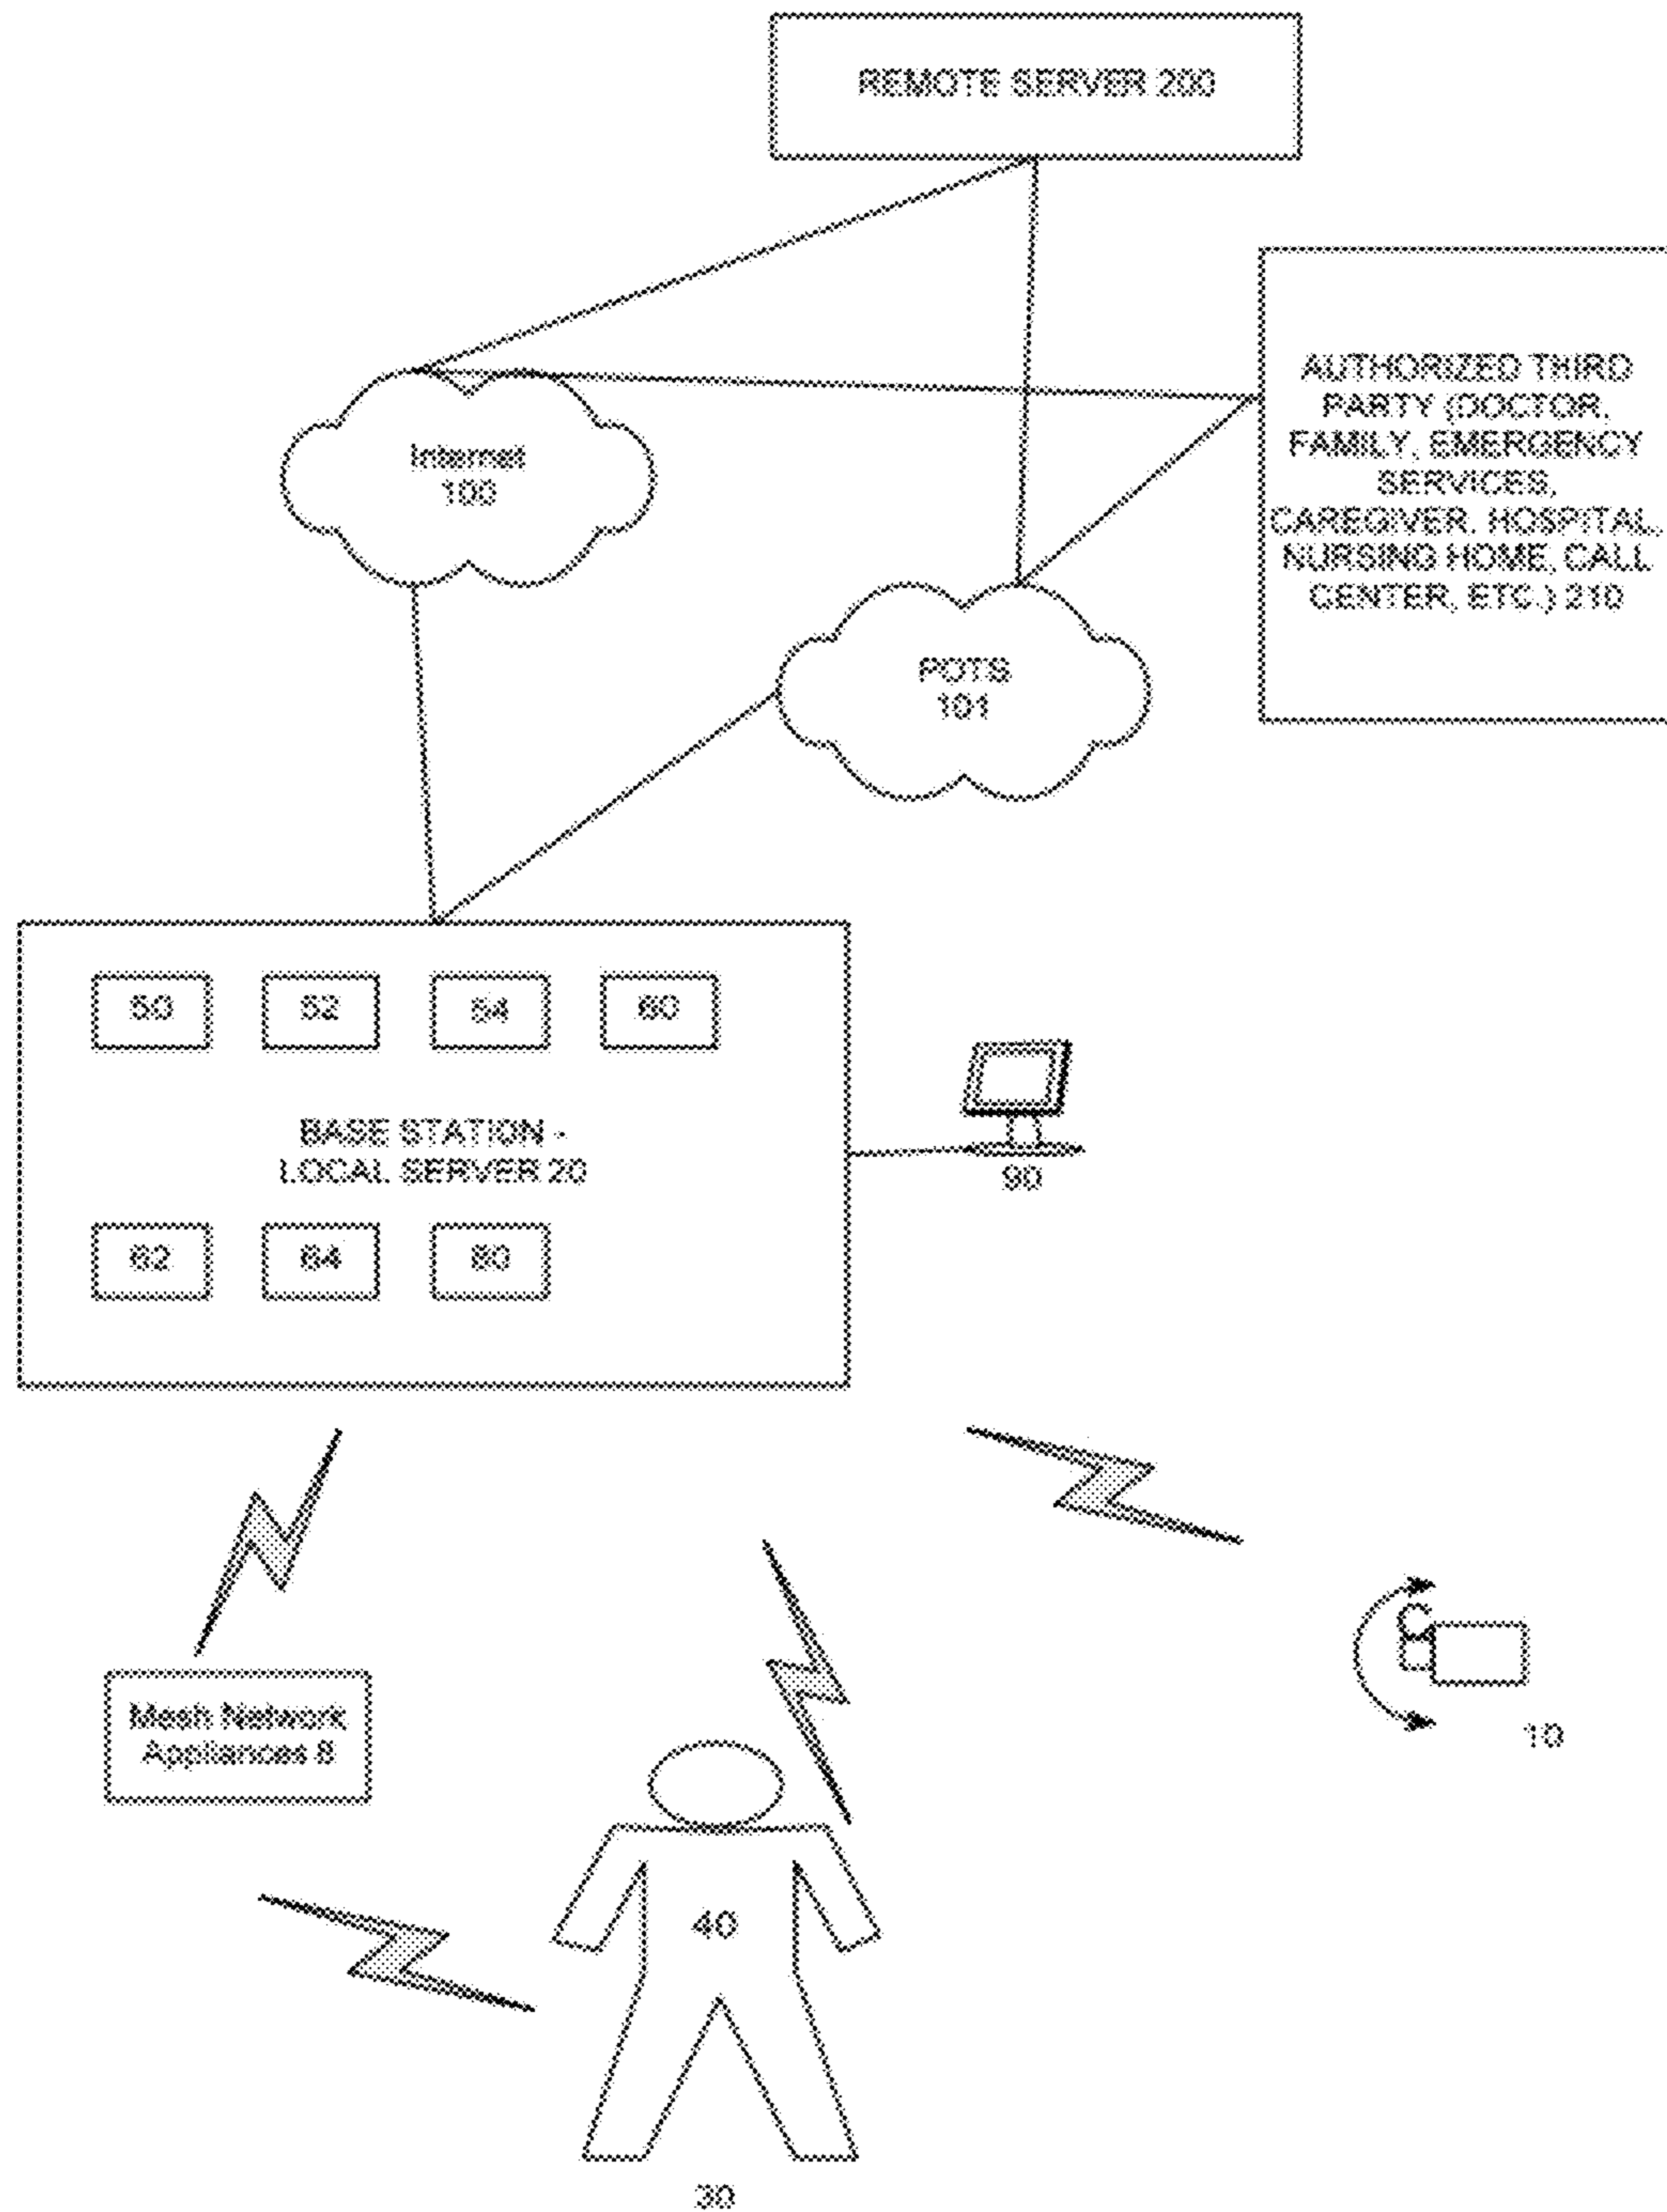 REMOTE SERVER 200
AUTHORIZED THIRD
PARTY (DOCTOR,
FAMILY, EMERGENCY
SERVICES,
CAREGIVER, HOSPITAL,
NURSING HOME, CALL
CENTER, ETC.) 210
Internet
100
POTS
101
50
52
54
60
BASE STATION -
LOCAL SERVER 20
90
62
64
80
Mesh Network
Appliances 8
10
40
30